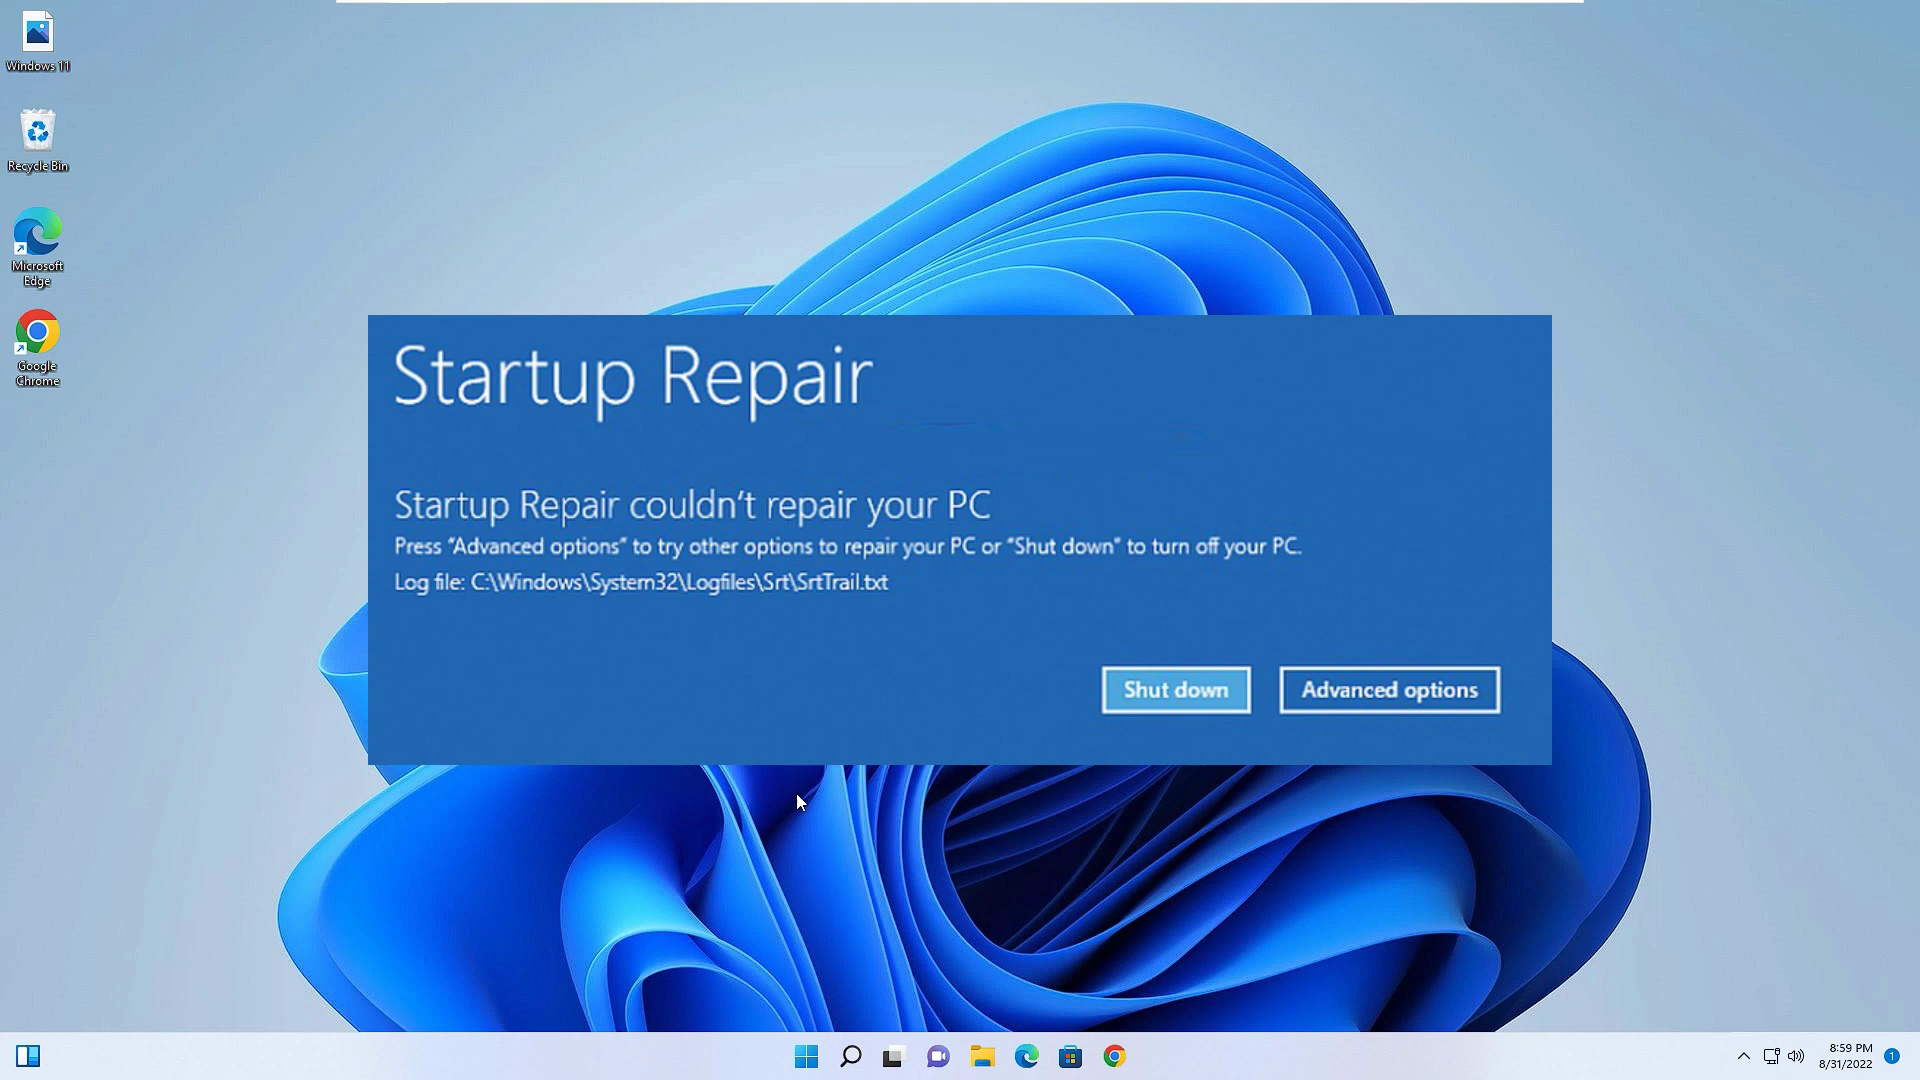 Windows 11
Recycle Bin
Microsoft
Edge
Google
Chrome
Startup Repair
Startup Repair couldn't repair your PC
Press "Advanced options" to try other options to repair your PC or "Shut down" to turn off your PC.
Log file: C:\Windows\System32\Logfiles\Srt\SrtTrail.txt
Shut down
Advanced options
8:59 PM
8/31/2022
1